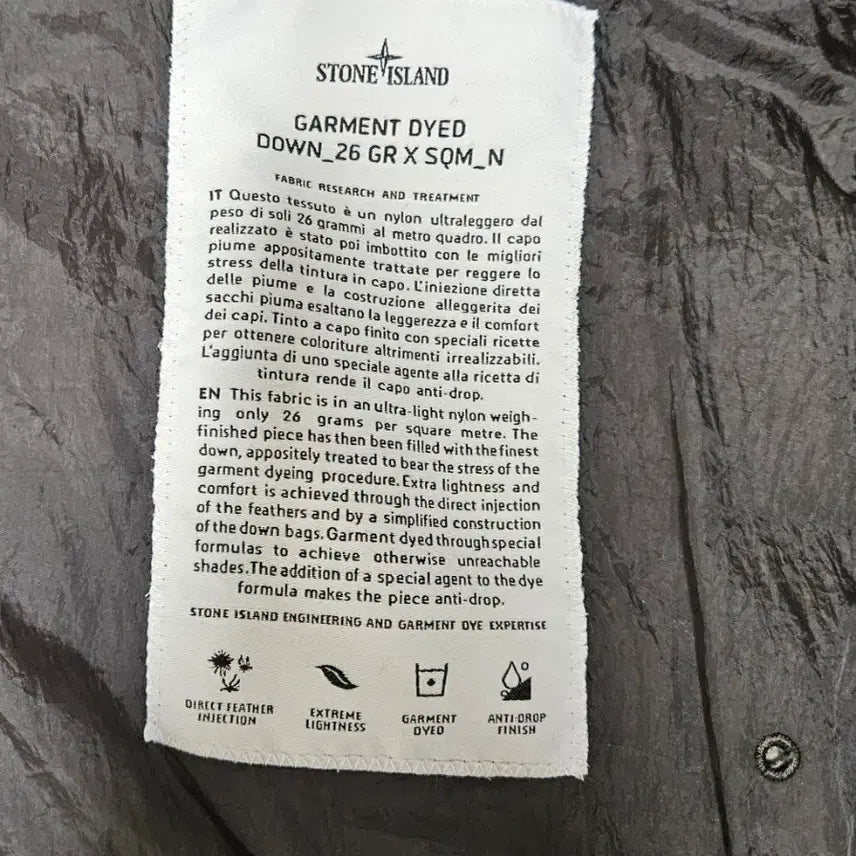 STONE ISLAND
GARMENT DYED
DOWN_26 GR X SQM_N
FABRIC RESEARCH AND TREATMENT
IT Questo tessuto è un nylon ultraleggero dal
peso di soli 26 grammi al metro quadro. Il capo
realizzato è stato poi imbottito con le migliori
piume appositamente trattate per reggere lo
stress della tintura in capo. L'iniezione diretta
delle piume e la costruzione alleggerita dei
sacchi piuma esaltano la leggerezza e il comfort
dei capi. Tinto a capo finito con speciali ricette
per ottenere coloriture altrimenti irrealizzabili.
L'aggiunta di uno speciale agente alla ricetta di
tintura rende il capo anti-drop.
EN This fabric is in an ultra-light nylon weigh-
ing only 26 grams per square metre. The
finished piece has then been filled with the finest
down, appositely treated to bear the stress of the
garment dyeing procedure. Extra lightness and
comfort is achieved through the direct injection
of the feathers and by a simplified construction
of the down bags. Garment dyed through special
formulas to achieve otherwise unreachable
shades. The addition of a special agent to the dye
formula makes the piece anti-drop.
STONE ISLAND ENGINEERING AND GARMENT DYE EXPERTISE
DIRECT FEATHER INJECTION
EXTREME LIGHTNESS
GARMENT DYED
ANTI-DROP FINISH